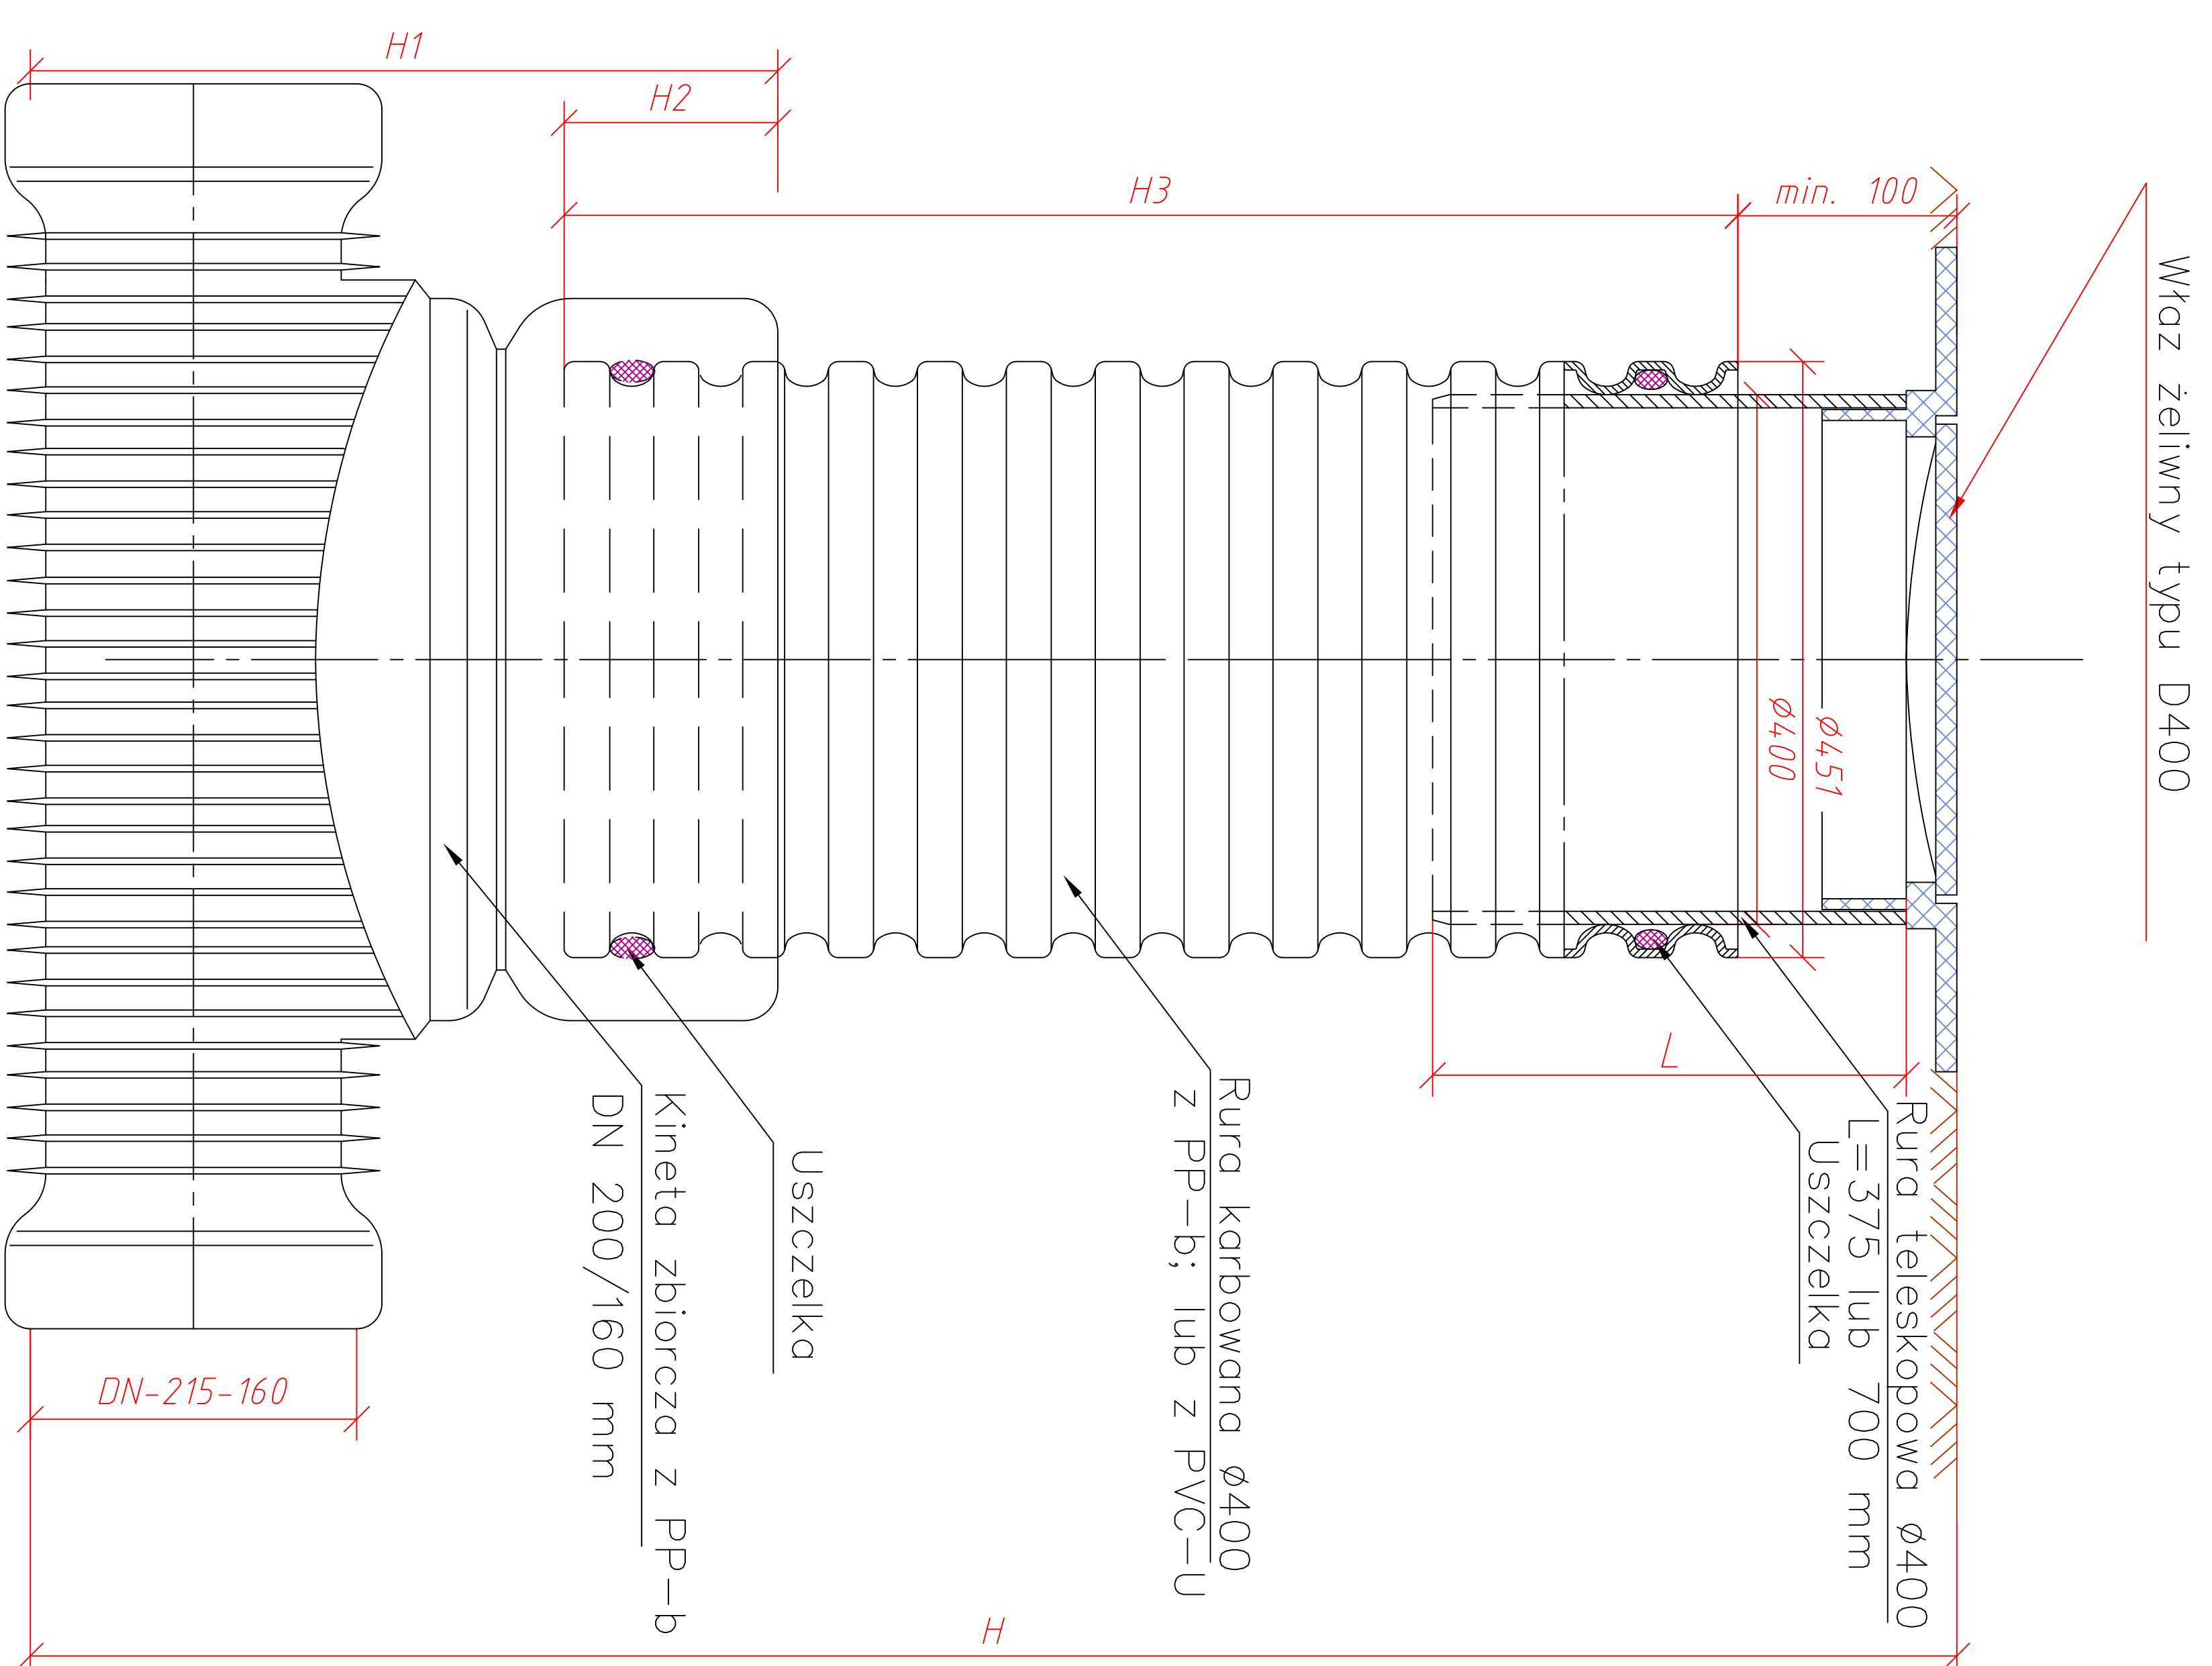 Właz żeliwny typu D400
Rura teleskopowa Ø400
L=375 lub 700 mm
Uszczelka
Rura karbowana Ø400
z PP-b; lub z PVC-U
Uszczelka
Kineta zbiorcza z PP-b
DN 200/160 mm
H1
H2
H3
min. 100
Ø451
Ø400
L
DN-215-160
H